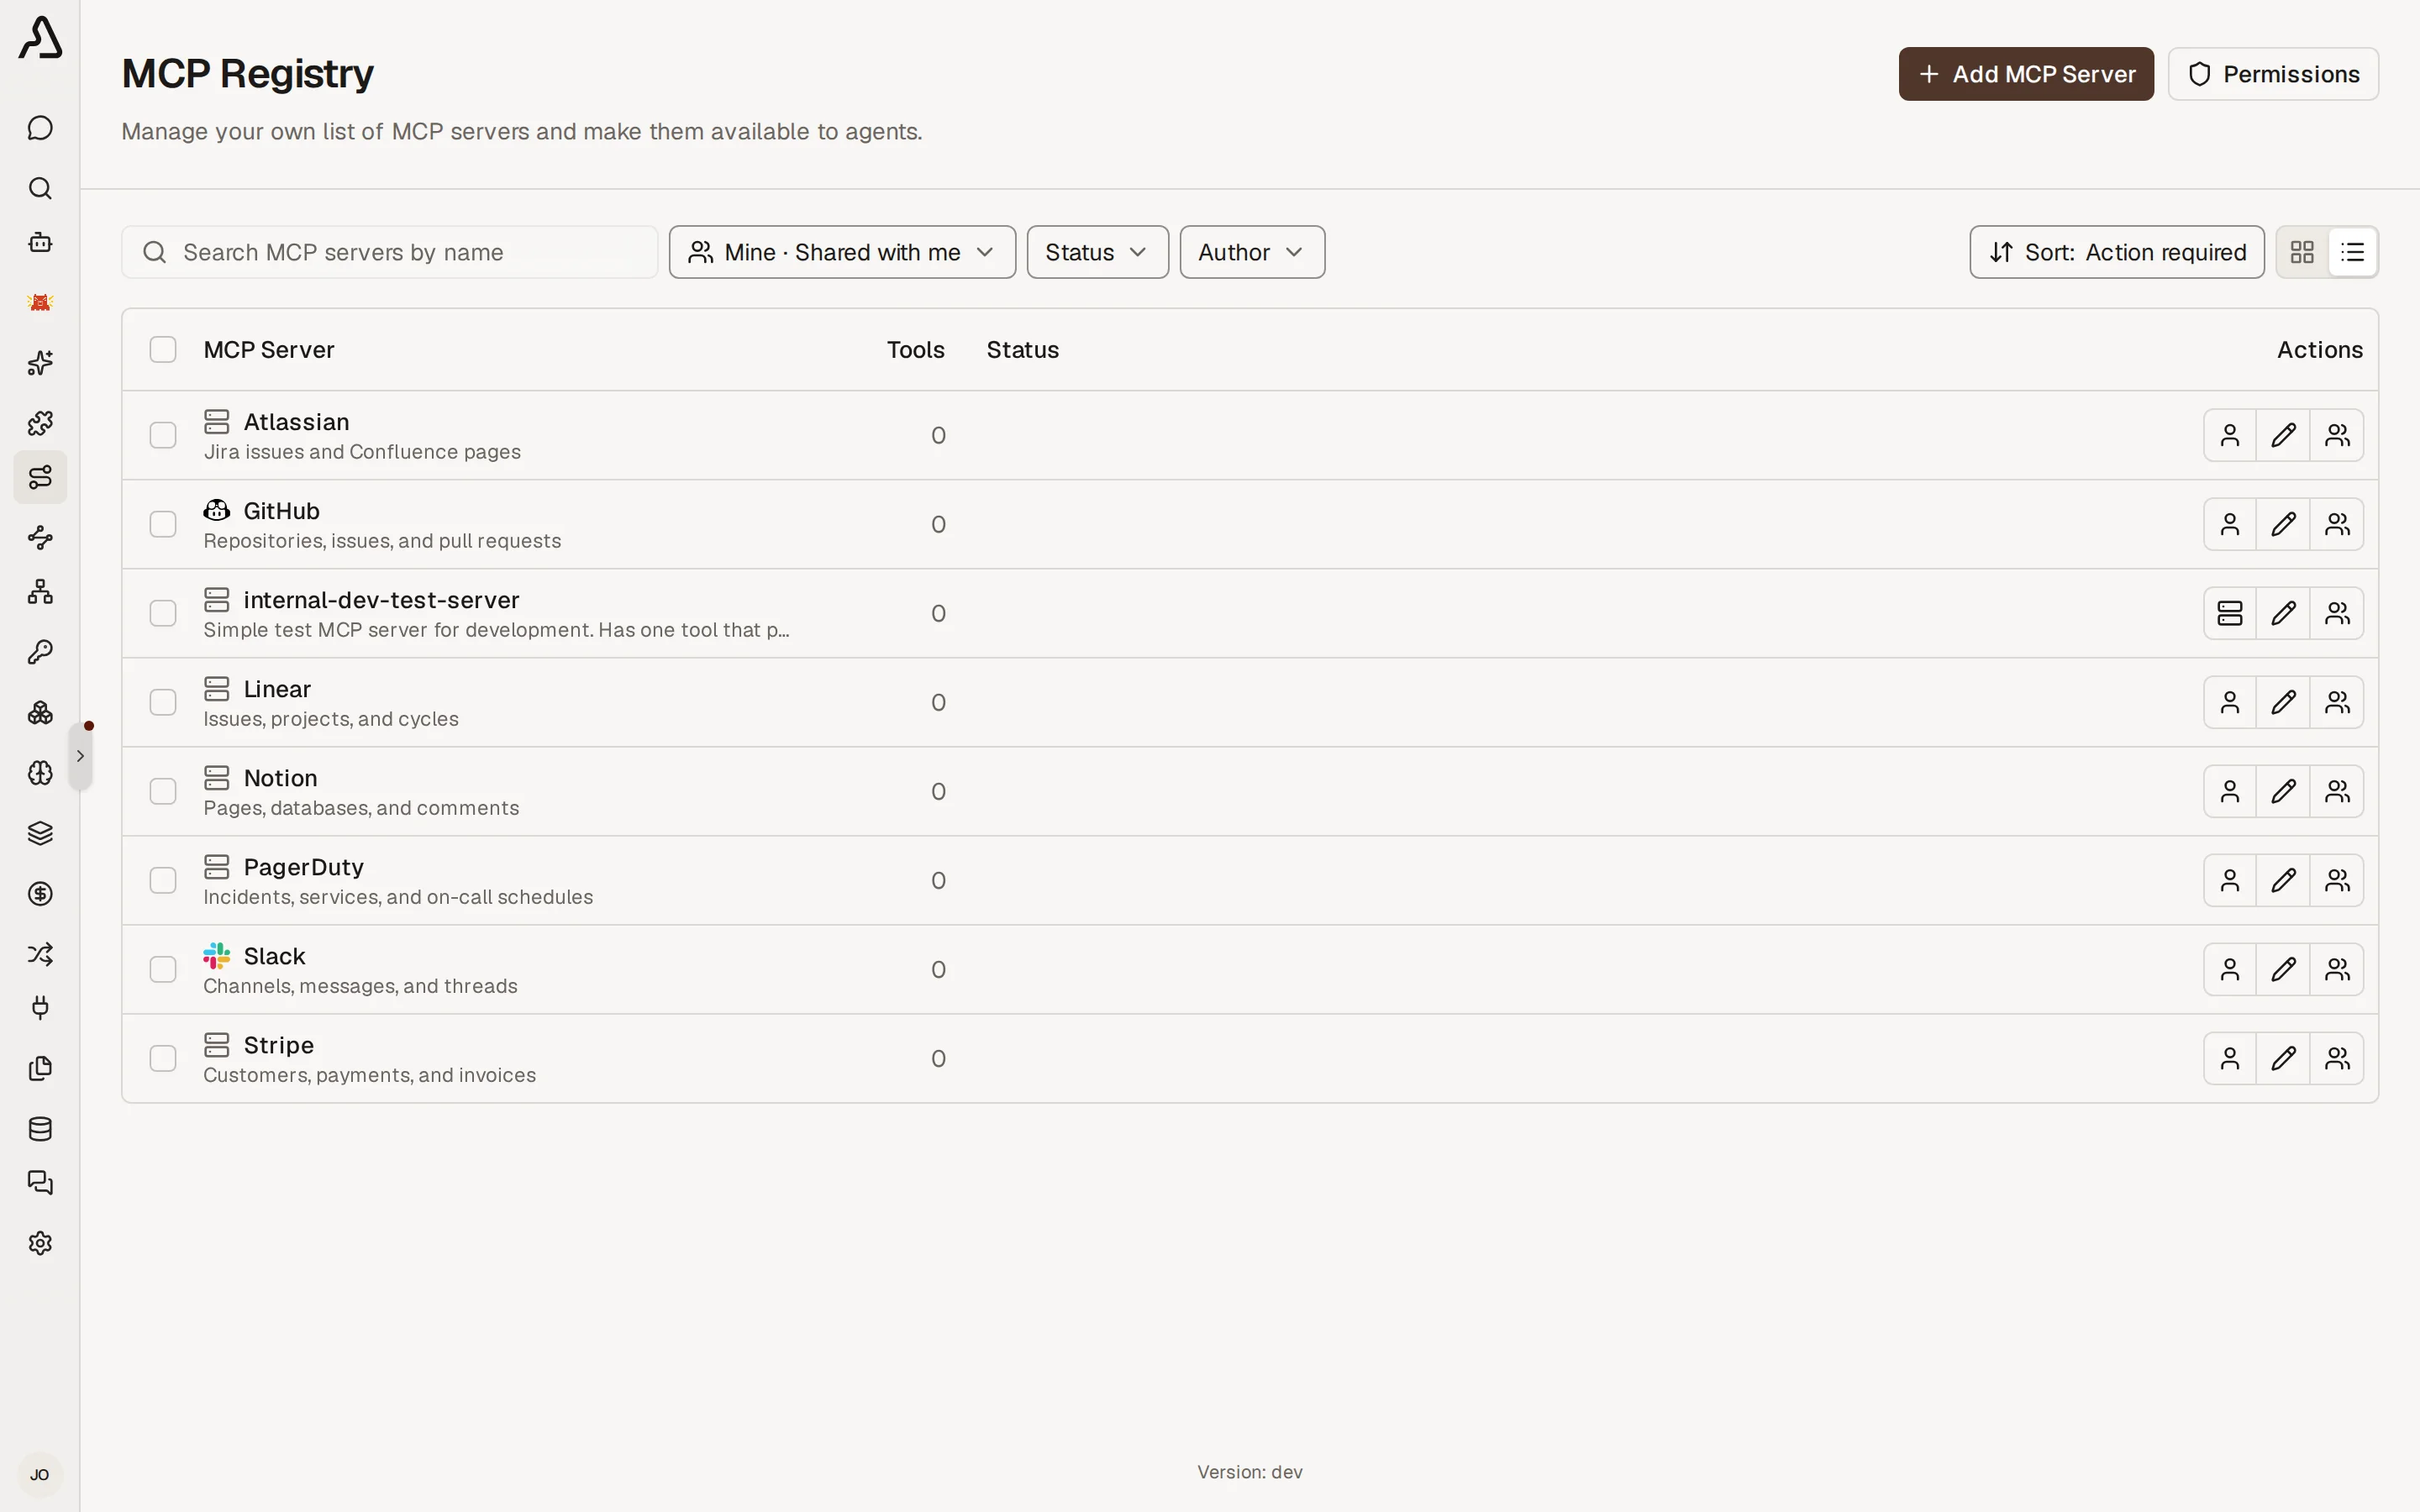 MCP Registry
Add MCP Server
Permissions
Manage your own list of MCP servers and make them available to agents.
Search MCP servers by name
Mine · Shared with me
Status
Author
Sort: Action required
MCP Server
Tools
Status
Actions
Atlassian
Jira issues and Confluence pages
0
GitHub
Repositories, issues, and pull requests
0
internal-dev-test-server
Simple test MCP server for development. Has one tool that p...
0
Linear
Issues, projects, and cycles
0
Notion
Pages, databases, and comments
0
PagerDuty
Incidents, services, and on-call schedules
0
Slack
Channels, messages, and threads
0
Stripe
Customers, payments, and invoices
0
JO
Version: dev